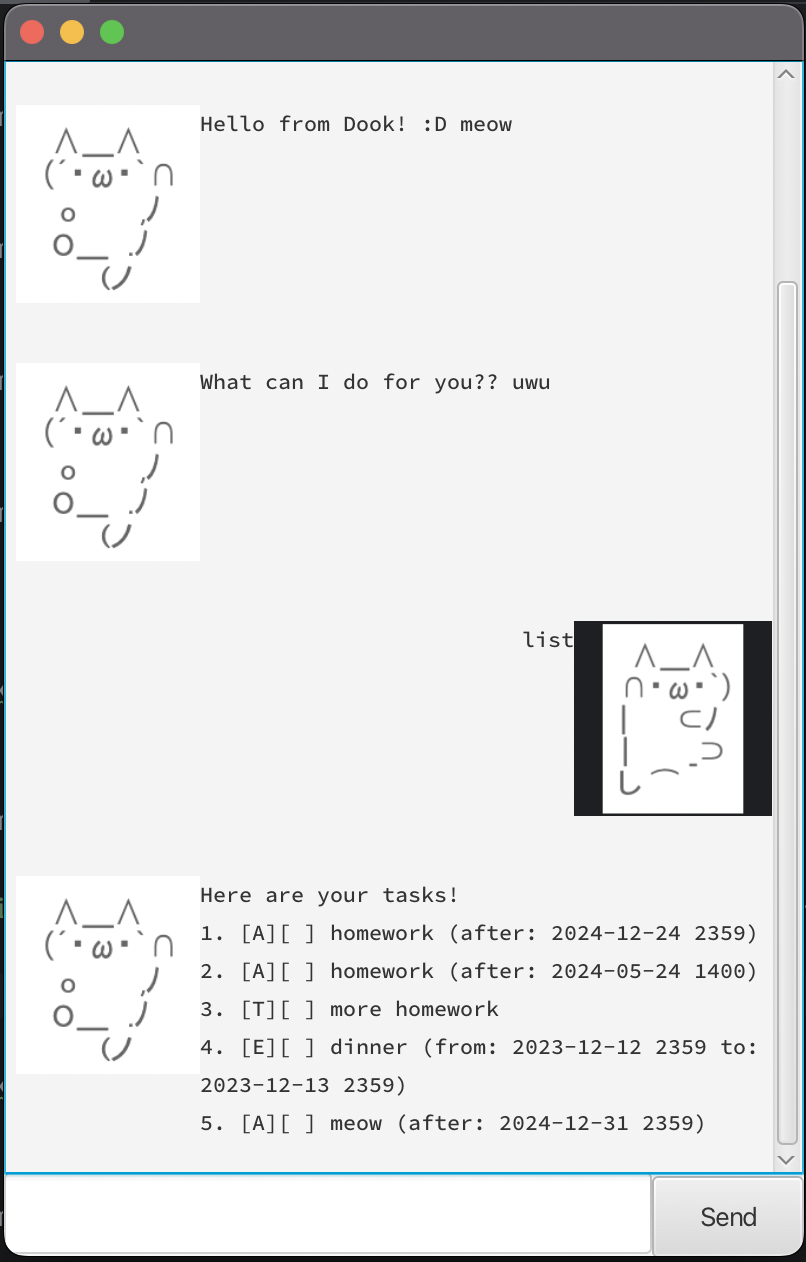 Hello from Dook! :D meow
What can I do for you?? uwu
list
Here are your tasks!
1. [A][ ] homework (after: 2024-12-24 2359)
2. [A][ ] homework (after: 2024-05-24 1400)
3. [T][ ] more homework
4. [E][ ] dinner (from: 2023-12-12 2359 to:
2023-12-13 2359)
5. [A][ ] meow (after: 2024-12-31 2359)
Send